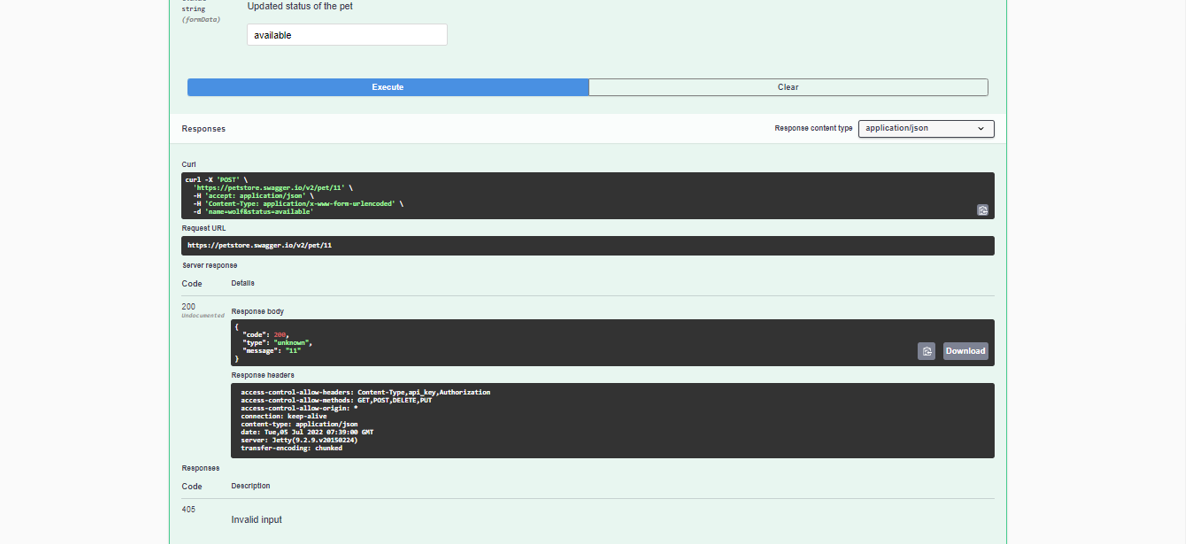 string
Updated status of the pet
(formData)
available
Execute
Clear
Responses
Response content type
application/json
Curl
curl -X 'POST' \
'https://petstore.swagger.io/v2/pet/11' \
-H 'accept: application/json' \
-H 'Content-Type: application/x-www-form-urlencoded' \
-d 'name=wolf&status=available'
Request URL
https://petstore.swagger.io/v2/pet/11
Server response
Code
Details
200
Undocumented
Response body
{
"code": 200,
"type": "unknown",
"message": "11"
}
Download
Response headers
access-control-allow-headers: Content-Type,api_key,Authorization
access-control-allow-methods: GET,POST,DELETE,PUT
access-control-allow-origin: *
connection: keep-alive
content-type: application/json
date: Tue,05 Jul 2022 07:39:00 GMT
server: Jetty(9.2.9.v20150224)
transfer-encoding: chunked
Responses
Code
Description
405
Invalid input